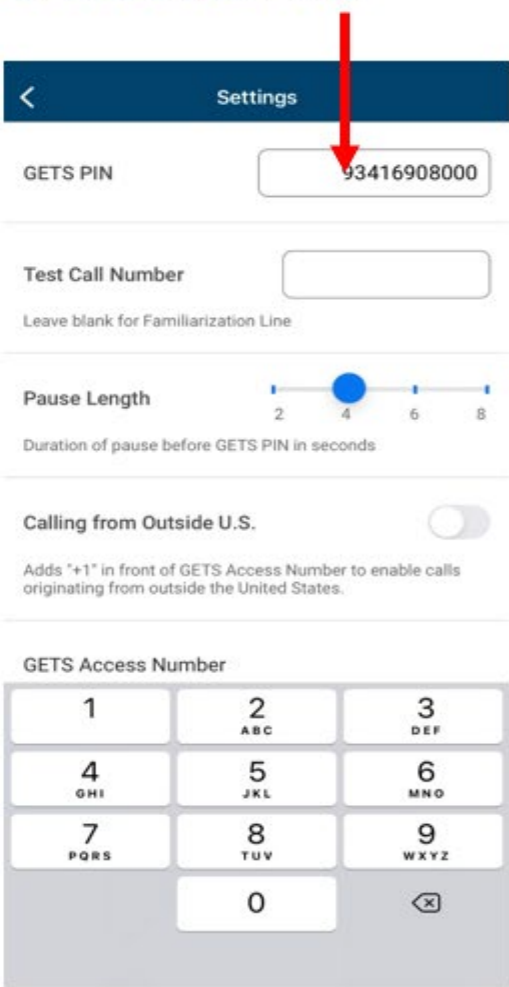 Settings
GETS PIN 93416908000
Test Call Number
Leave blank for Familiarization Line
Pause Length
2 4 6 8
Duration of pause before GETS PIN in seconds
Calling from Outside U.S.
Adds "+1" in front of GETS Access Number to enable calls
originating from outside the United States.
GETS Access Number
1 2 3
ABC DEF
4 5 6
GHI JKL MNO
7 8 9
PQRS TUV WXYZ
0